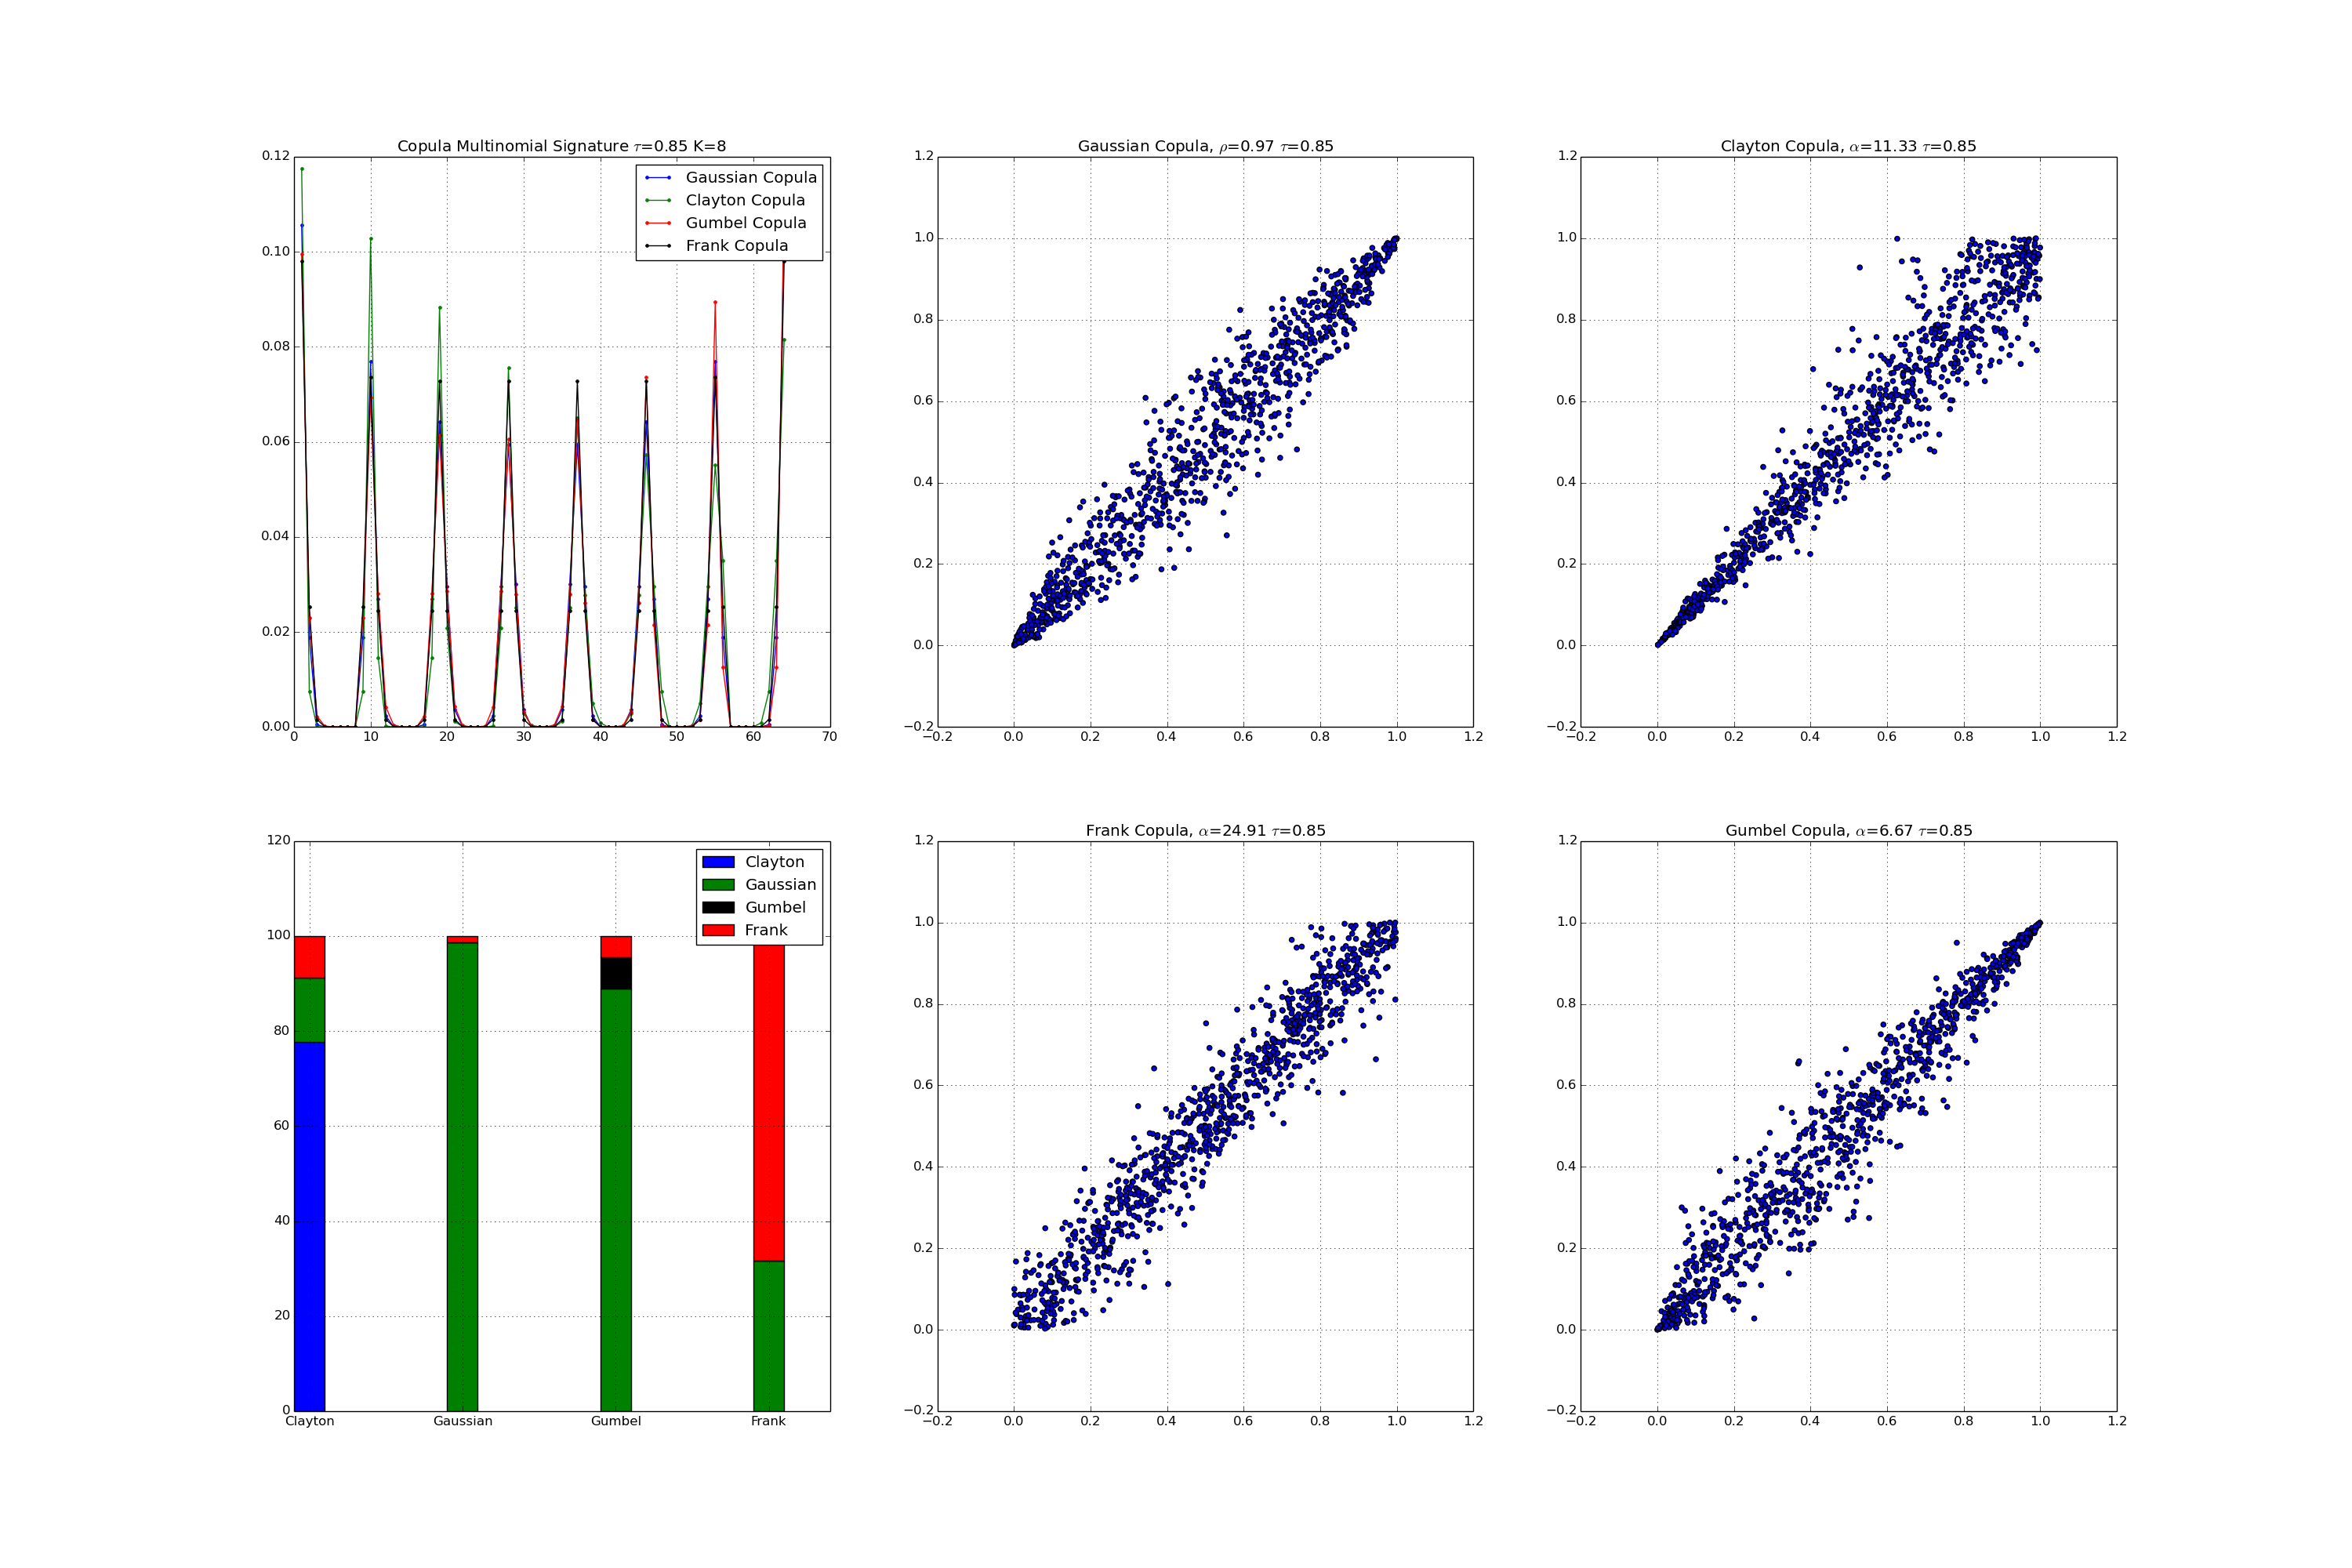 Copula Multinomial Signature τ=0.85 K=8
0.12
0.10
0.08
0.06
0.04
0.02
0.00
0 10 20 30 40 50 60 70
Gaussian Copula
Clayton Copula
Gumbel Copula
Frank Copula
Gaussian Copula, ρ=0.97 τ=0.85
1.2
1.0
0.8
0.6
0.4
0.2
0.0
−0.2
−0.2 0.0 0.2 0.4 0.6 0.8 1.0 1.2
Clayton Copula, α=11.33 τ=0.85
1.2
1.0
0.8
0.6
0.4
0.2
0.0
−0.2
−0.2 0.0 0.2 0.4 0.6 0.8 1.0 1.2
120
100
80
60
40
20
0
Clayton Gaussian Gumbel Frank
Clayton
Gaussian
Gumbel
Frank
Frank Copula, α=24.91 τ=0.85
1.2
1.0
0.8
0.6
0.4
0.2
0.0
−0.2
−0.2 0.0 0.2 0.4 0.6 0.8 1.0 1.2
Gumbel Copula, α=6.67 τ=0.85
1.2
1.0
0.8
0.6
0.4
0.2
0.0
−0.2
−0.2 0.0 0.2 0.4 0.6 0.8 1.0 1.2